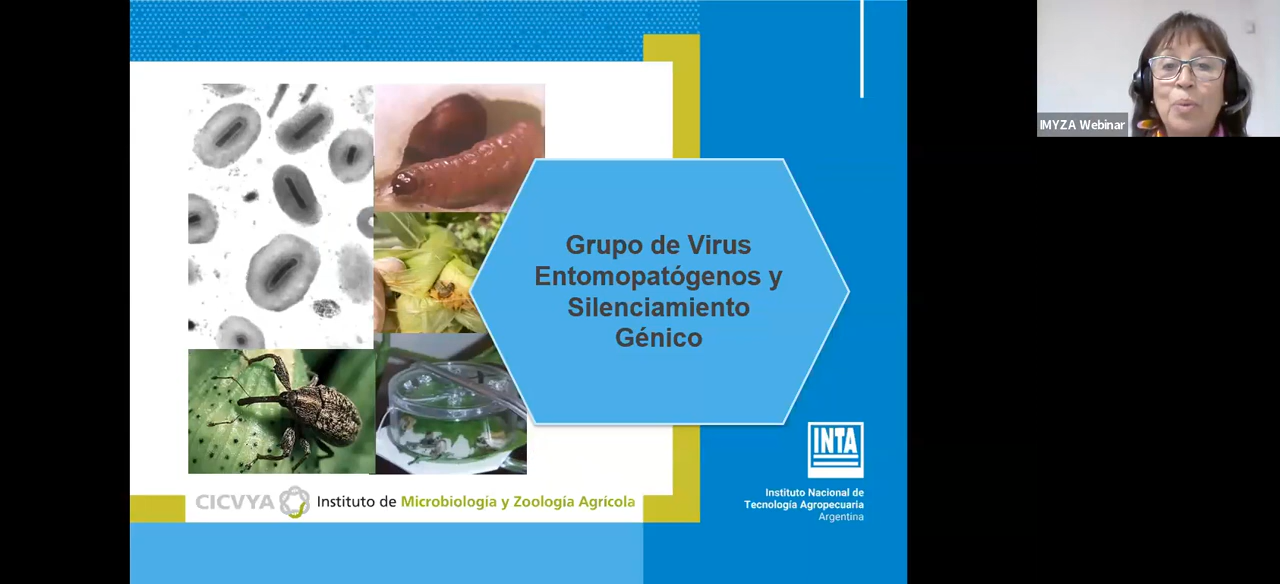 IMYZA Webinar
Grupo de Virus
Entomopatógenos y
Silenciamiento
Génico
INTA
Instituto Nacional de
Tecnología Agropecuaria
Argentina
CICVYA Instituto de Microbiología y Zoología Agrícola